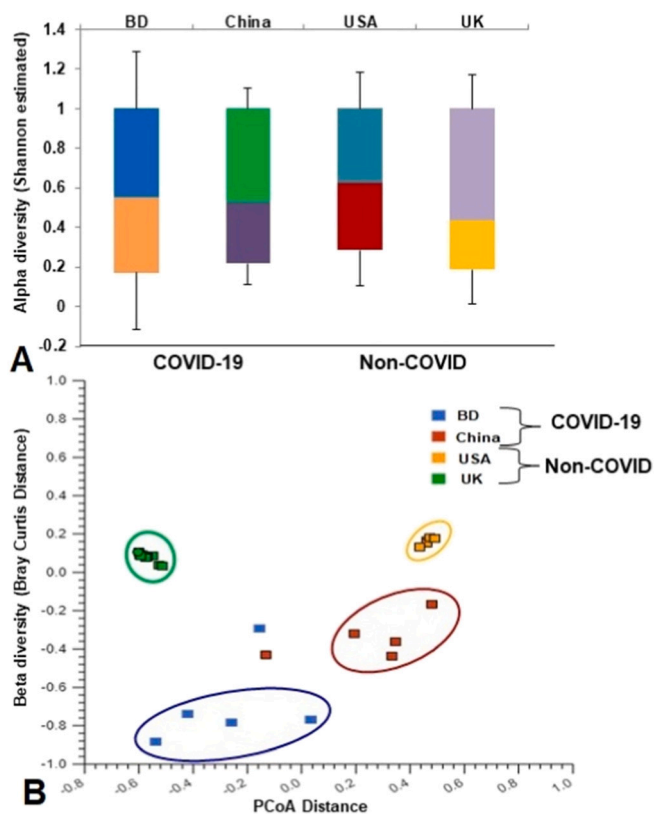 BD China USA UK
1.4
1.2
1
0.8
0.6
0.4
0.2
0
-0.2
Alpha diversity (Shannon estimated)
A
COVID-19 Non-COVID
1.0
0.8
0.6
0.4
0.2
0.0
-0.2
-0.4
-0.6
-0.8
-1.0
Beta diversity (Bray Curtis Distance)
BD
China
COVID-19
USA
UK
Non-COVID
-0.8 -0.6 -0.4 -0.2 0.0 0.2 0.4 0.6 0.8 1.0
PCoA Distance
B